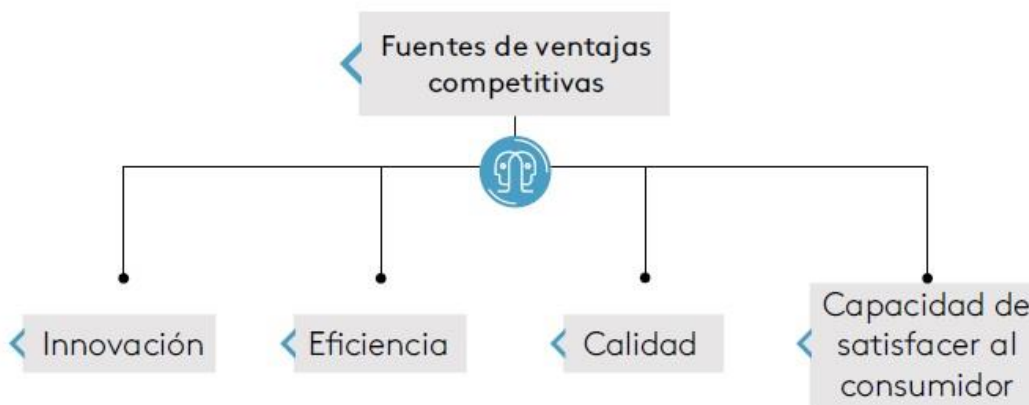 Fuentes de ventajas
competitivas
Innovación
Eficiencia
Calidad
Capacidad de
satisfacer al
consumidor